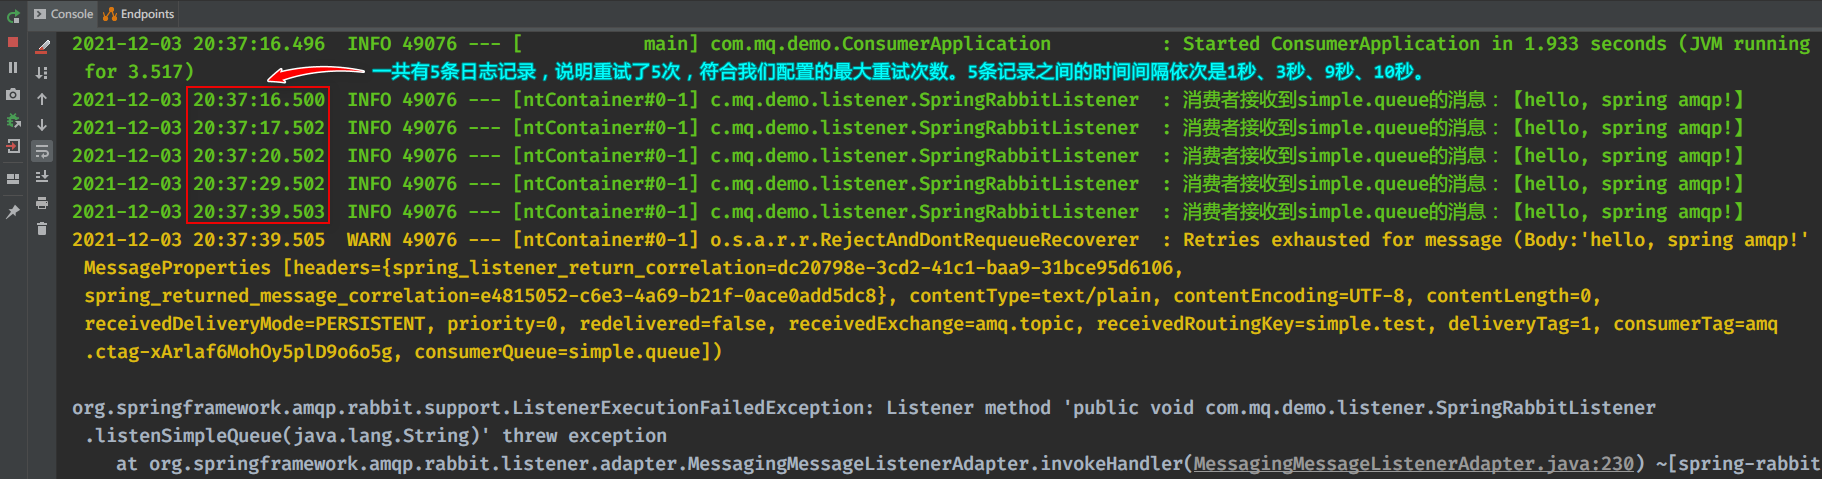 Console Endpoints
2021-12-03 20:37:16.496  INFO 49076 --- [           main] com.mq.demo.ConsumerApplication          : Started ConsumerApplication in 1.933 seconds (JVM running
for 3.517)
一共有5条日志记录，说明重试了5次，符合我们配置的最大重试次数。5条记录之间的时间间隔依次是1秒、3秒、9秒、10秒。
2021-12-03 20:37:16.500  INFO 49076 --- [ntContainer#0-1] c.mq.demo.listener.SpringRabbitListener  : 消费者接收到simple.queue的消息：【hello, spring amqp!】
2021-12-03 20:37:17.502  INFO 49076 --- [ntContainer#0-1] c.mq.demo.listener.SpringRabbitListener  : 消费者接收到simple.queue的消息：【hello, spring amqp!】
2021-12-03 20:37:20.502  INFO 49076 --- [ntContainer#0-1] c.mq.demo.listener.SpringRabbitListener  : 消费者接收到simple.queue的消息：【hello, spring amqp!】
2021-12-03 20:37:29.502  INFO 49076 --- [ntContainer#0-1] c.mq.demo.listener.SpringRabbitListener  : 消费者接收到simple.queue的消息：【hello, spring amqp!】
2021-12-03 20:37:39.503  INFO 49076 --- [ntContainer#0-1] c.mq.demo.listener.SpringRabbitListener  : 消费者接收到simple.queue的消息：【hello, spring amqp!】
2021-12-03 20:37:39.505  WARN 49076 --- [ntContainer#0-1] o.s.a.r.r.RejectAndDontRequeueRecoverer  : Retries exhausted for message (Body:'hello, spring amqp!'
MessageProperties [headers={spring_listener_return_correlation=dc20798e-3cd2-41c1-baa9-31bce95d6106,
spring_returned_message_correlation=e4815052-c6e3-4a69-b21f-0ace0add5dc8}, contentType=text/plain, contentEncoding=UTF-8, contentLength=0,
receivedDeliveryMode=PERSISTENT, priority=0, redelivered=false, receivedExchange=amq.topic, receivedRoutingKey=simple.test, deliveryTag=1, consumerTag=amq
.ctag-xArlaf6MohOy5plD9o6o5g, consumerQueue=simple.queue])
org.springframework.amqp.rabbit.support.ListenerExecutionFailedException: Listener method 'public void com.mq.demo.listener.SpringRabbitListener
.listenSimpleQueue(java.lang.String)' threw exception
at org.springframework.amqp.rabbit.listener.adapter.MessagingMessageListenerAdapter.invokeHandler(MessagingMessageListenerAdapter.java:230) ~[spring-rabbit